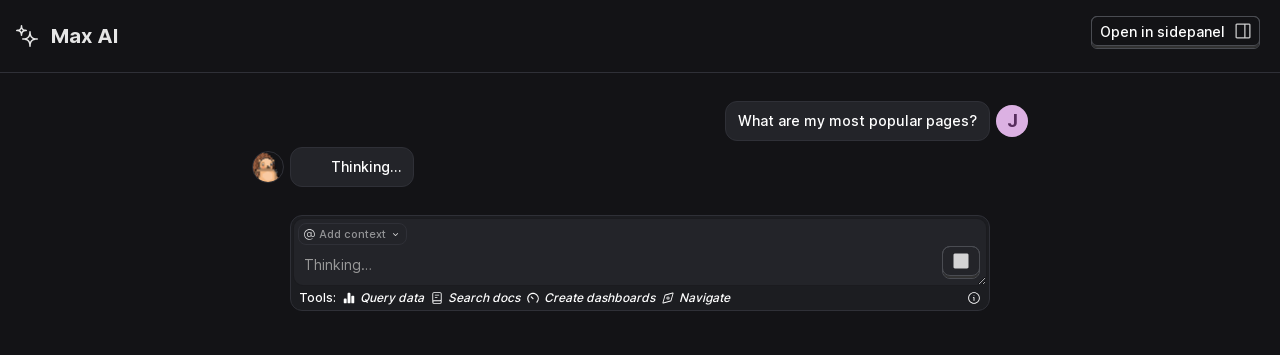 Max AI
Open in sidepanel
What are my most popular pages?
J
Thinking...
@ Add context
Thinking...
Tools: Query data Search docs Create dashboards Navigate